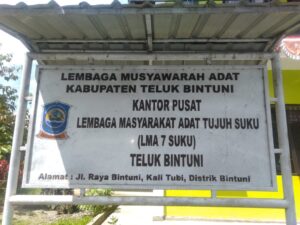 LEMBAGA MUSYAWARAH ADAT
KABUPATEN TELUK BINTUNI
KANTOR PUSAT
LEMBAGA MASYARAKAT ADAT TUJUH SUKU
(LMA 7 SUKU)
TELUK BINTUNI
Alamat : Jl. Raya Bintuni, Kali Tubi, Distrik Bintuni